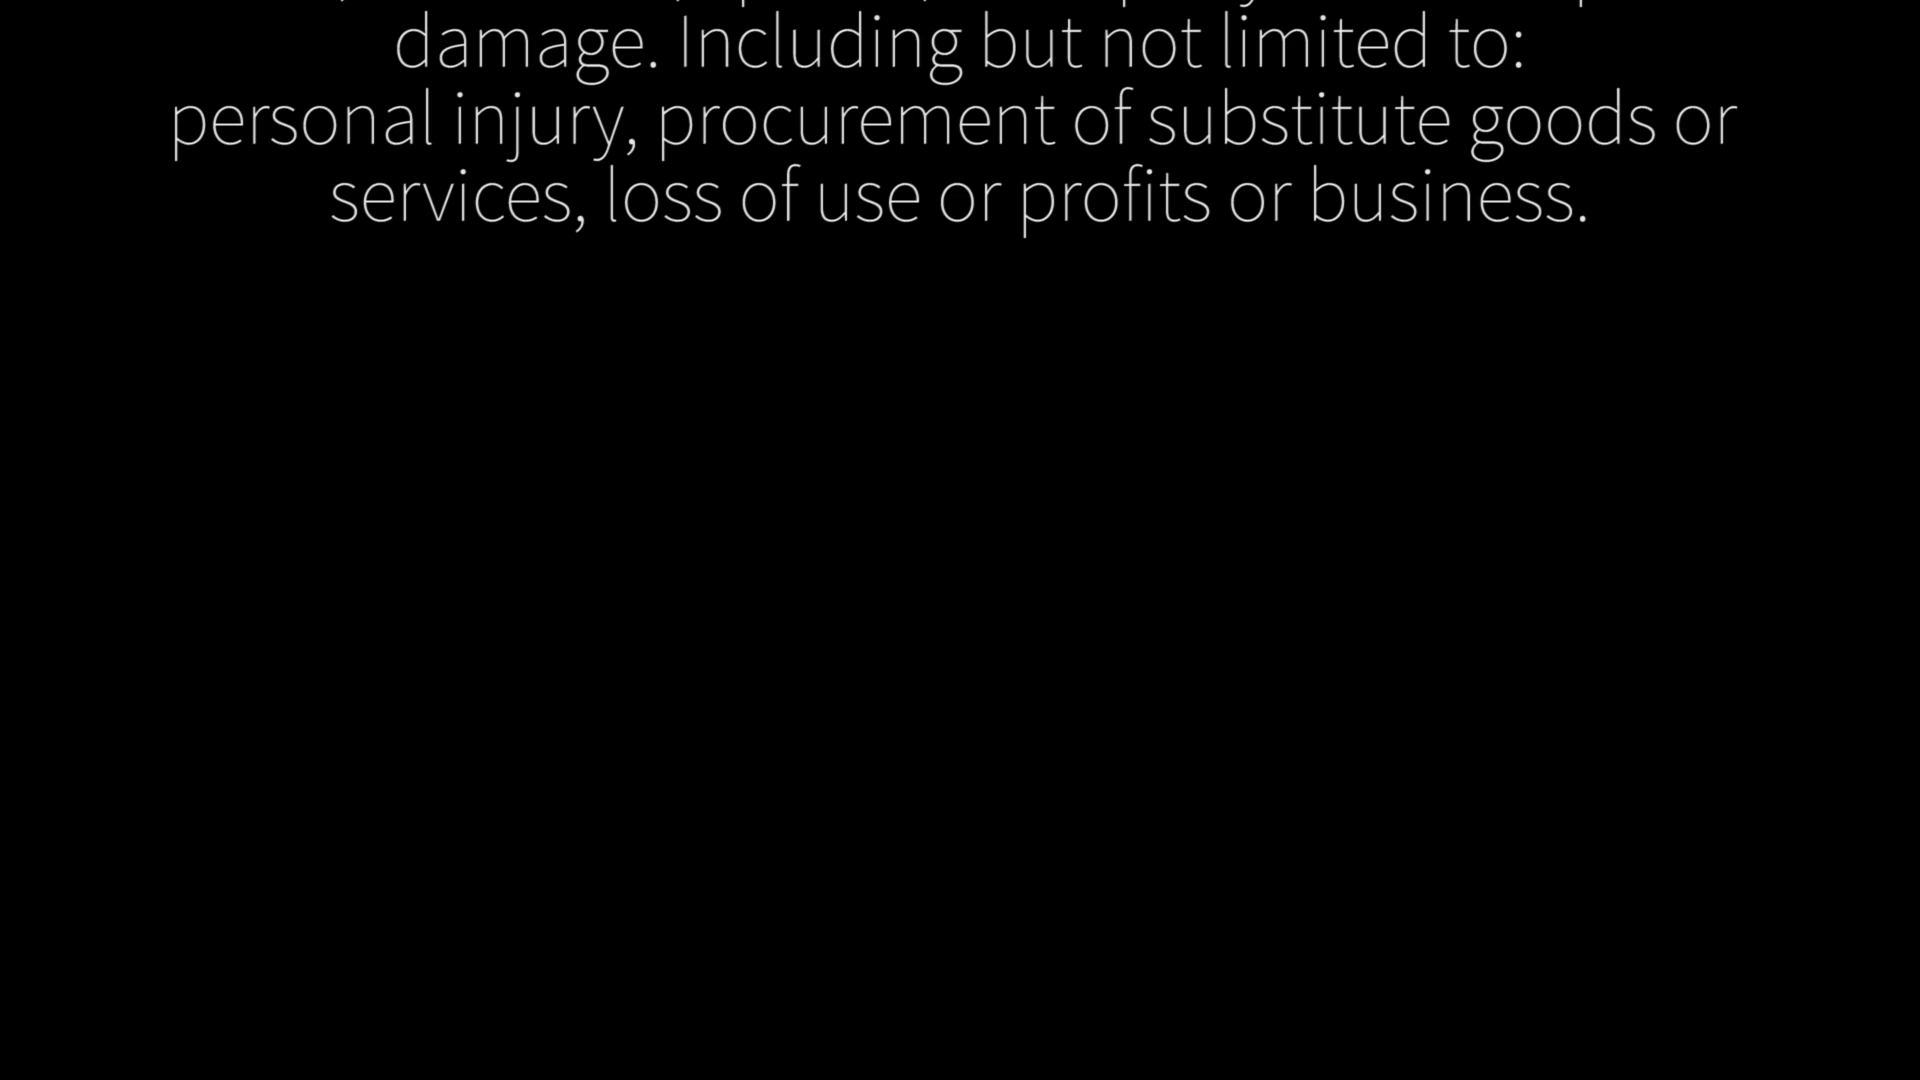 damage. Including but not limited to:
personal injury, procurement of substitute goods or
services, loss of use or profits or business.